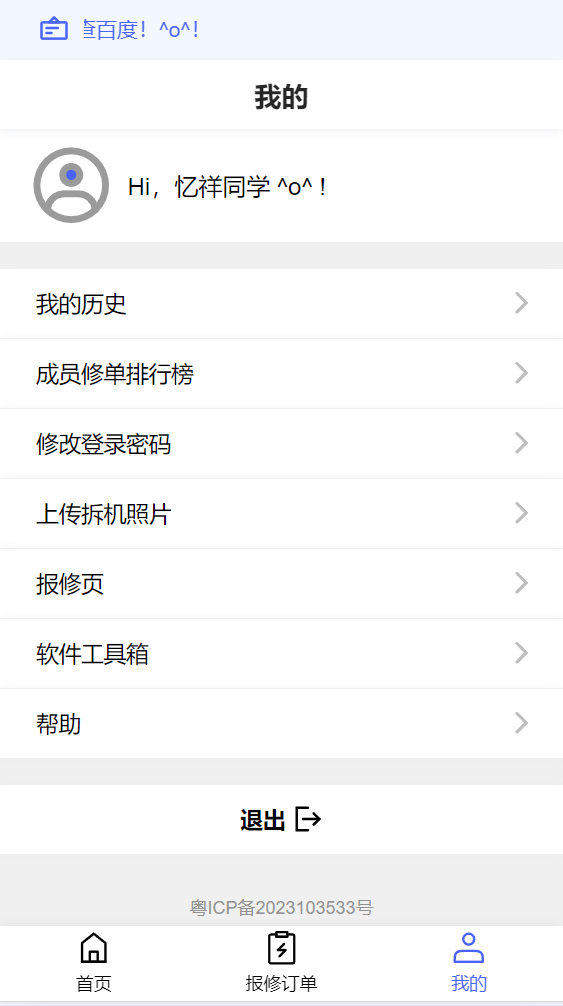 查百度！^o^！
我的
Hi，忆祥同学 ^o^！
我的历史
成员修单排行榜
修改登录密码
上传拆机照片
报修页
软件工具箱
帮助
退出
粤ICP备2023103533号
首页
报修订单
我的